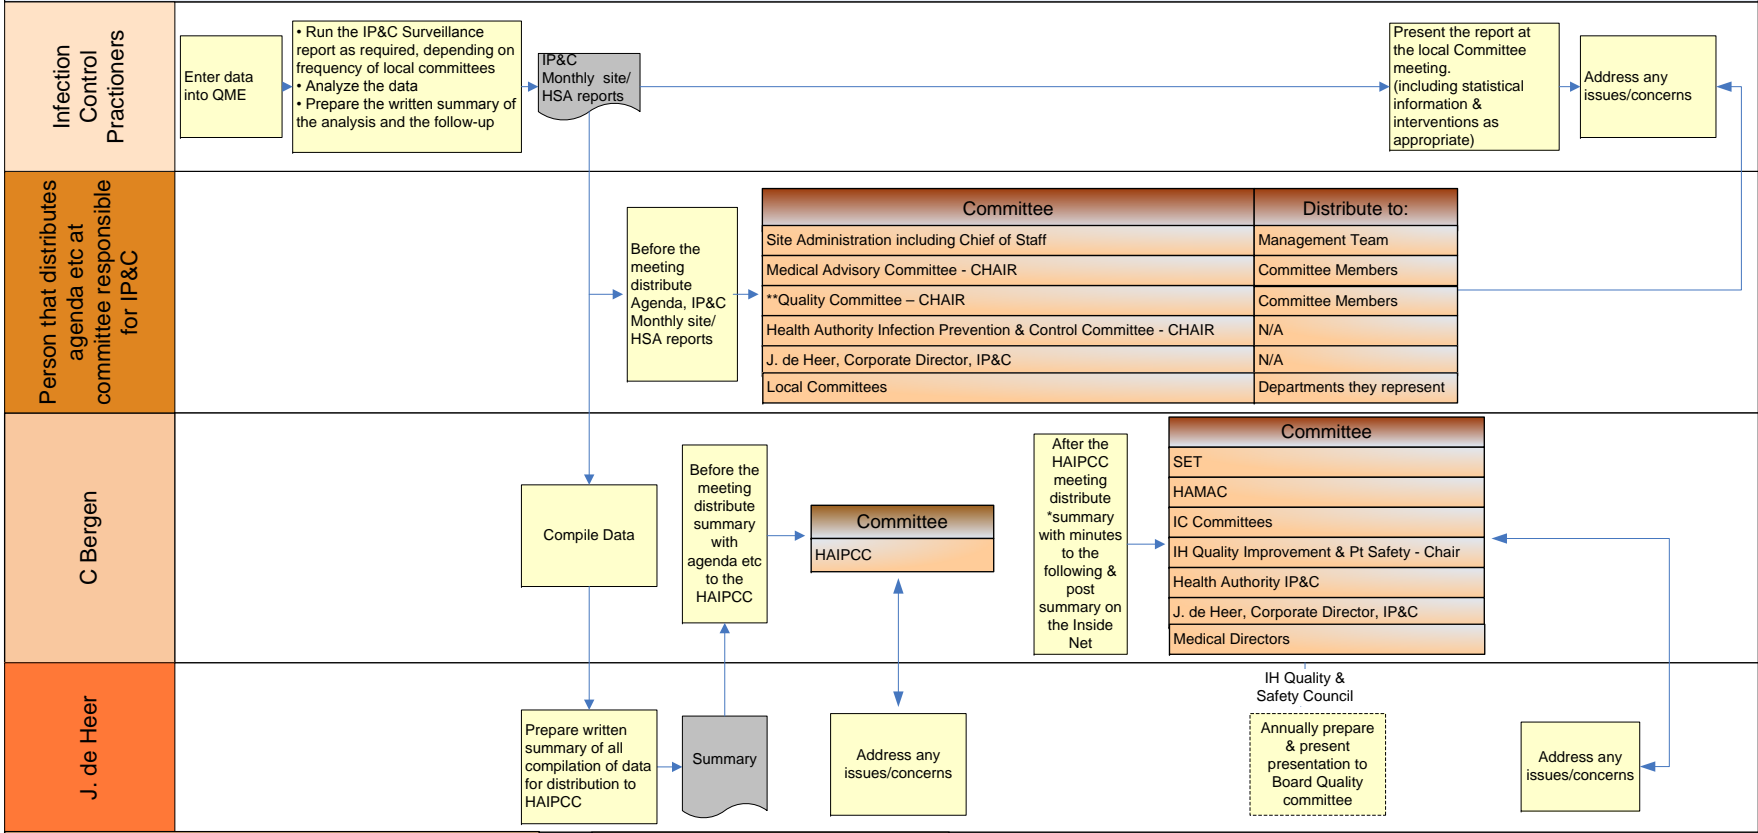 Infection
Control
Practioners
Enter data
into QME
• Run the IP&C Surveillance
report as required, depending on
frequency of local committees
• Analyze the data
• Prepare the written summary of
the analysis and the follow-up
IP&C
Monthly site/
HSA reports
Present the report at
the local Committee
meeting.
(including statistical
information &
interventions as
appropriate)
Address any
issues/concerns
Person that distributes
agenda etc at
committee responsible
for IP&C
Before the
meeting
distribute
Agenda, IP&C
Monthly site/
HSA reports
Committee
Distribute to:
Site Administration including Chief of Staff
Management Team
Medical Advisory Committee - CHAIR
Committee Members
**Quality Committee – CHAIR
Committee Members
Health Authority Infection Prevention & Control Committee - CHAIR
N/A
J. de Heer, Corporate Director, IP&C
N/A
Local Committees
Departments they represent
C Bergen
Compile Data
Before the
meeting
distribute
summary
with
agenda etc
to the
HAIPCC
Committee
HAIPCC
After the
HAIPCC
meeting
distribute
*summary
with minutes
to the
following &
post
summary on
the Inside
Net
Committee
SET
HAMAC
IC Committees
IH Quality Improvement & Pt Safety - Chair
Health Authority IP&C
J. de Heer, Corporate Director, IP&C
Medical Directors
J. de Heer
Prepare written
summary of all
compilation of data
for distribution to
HAIPCC
Summary
Address any
issues/concerns
IH Quality &
Safety Council
Annually prepare
& present
presentation to
Board Quality
committee
Address any
issues/concerns